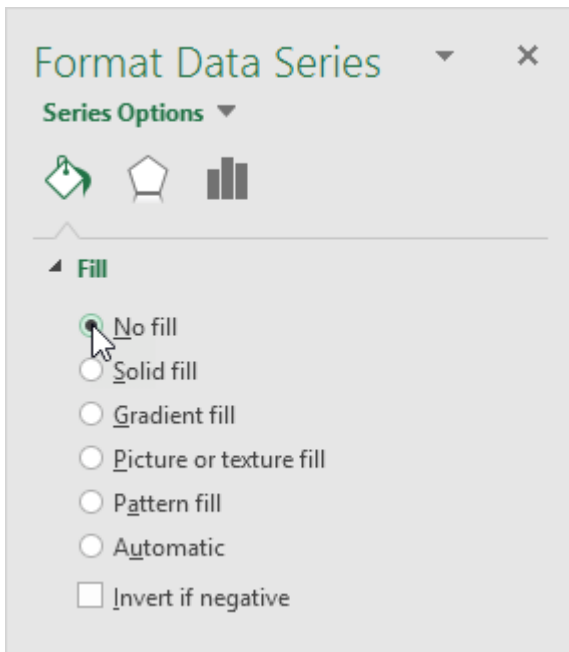 Format Data Series
Series Options
Fill
No fill
Solid fill
Gradient fill
Picture or texture fill
Pattern fill
Automatic
Invert if negative